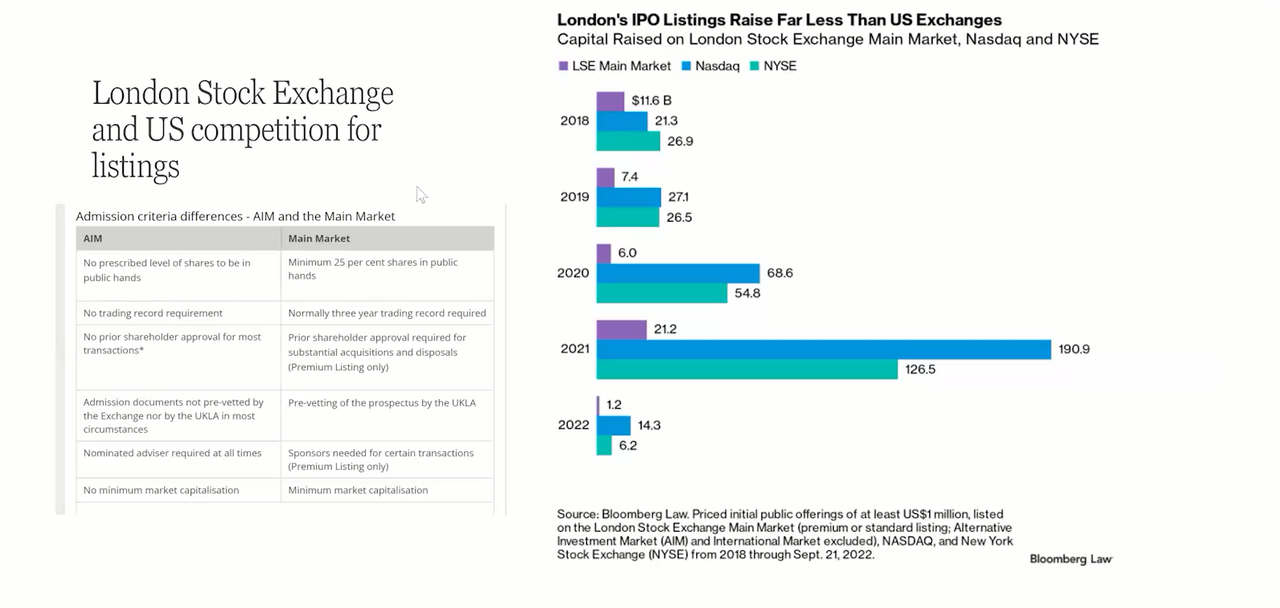 London Stock Exchange
and US competition for
listings
Admission criteria differences - AIM and the Main Market
AIM
Main Market
No prescribed level of shares to be in
public hands
Minimum 25 per cent shares in public
hands
No trading record requirement
Normally three year trading record required
No prior shareholder approval for most
transactions*
Prior shareholder approval required for
substantial acquisitions and disposals
(Premium Listing only)
Admission documents not pre-vetted by
the Exchange nor by the UKLA in most
circumstances
Pre-vetting of the prospectus by the UKLA
Nominated adviser required at all times
Sponsors needed for certain transactions
(Premium Listing only)
No minimum market capitalisation
Minimum market capitalisation
London's IPO Listings Raise Far Less Than US Exchanges
Capital Raised on London Stock Exchange Main Market, Nasdaq and NYSE
LSE Main Market Nasdaq NYSE
$11.6 B
2018 21.3
26.9
7.4
2019 27.1
26.5
6.0
2020 68.6
54.8
21.2
2021 190.9
126.5
1.2
2022 14.3
6.2
Source: Bloomberg Law. Priced initial public offerings of at least US$1 million, listed
on the London Stock Exchange Main Market (premium or standard listing; Alternative
Investment Market (AIM) and International Market excluded), NASDAQ, and New York
Stock Exchange (NYSE) from 2018 through Sept. 21, 2022.
Bloomberg Law